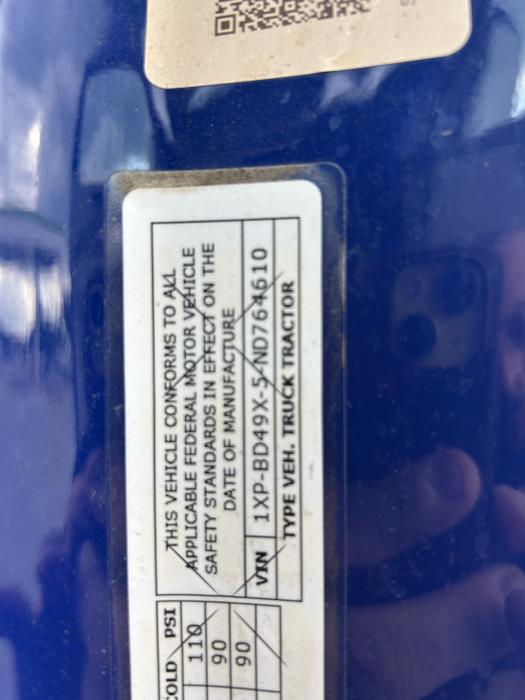 THIS VEHICLE CONFORMS TO ALL
APPLICABLE FEDERAL MOTOR VEHICLE
SAFETY STANDARDS IN EFFECT ON THE
DATE OF MANUFACTURE
VIN 1XP-BD49X-5-ND764610
TYPE VEH. TRUCK TRACTOR
COLD PSI
110
90
90